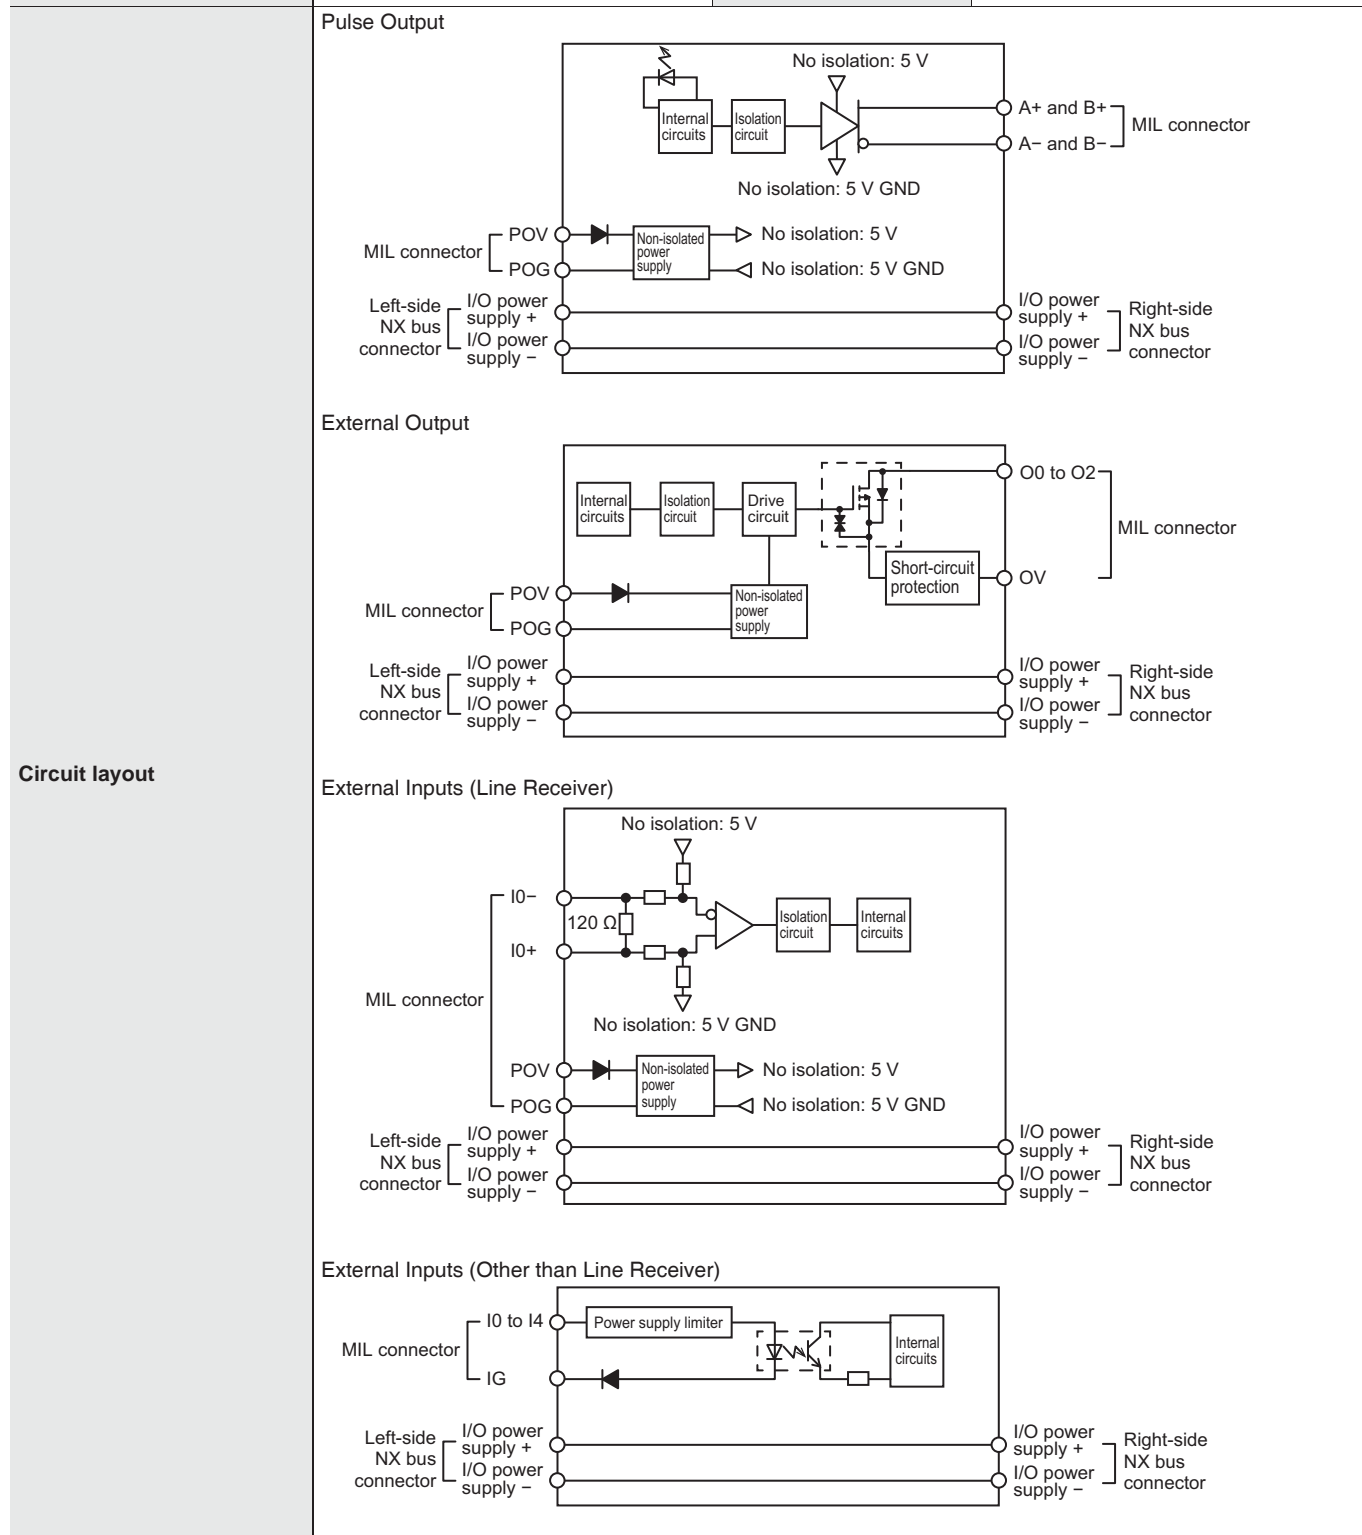 Circuit layout
Pulse Output
No isolation: 5 V
Internal
circuits
Isolation
circuit
A+ and B+
A− and B−
MIL connector
No isolation: 5 V GND
MIL connector
POV
POG
Non-isolated
power
supply
No isolation: 5 V
No isolation: 5 V GND
Left-side
NX bus
connector
I/O power
supply +
I/O power
supply −
I/O power
supply +
I/O power
supply −
Right-side
NX bus
connector
External Output
Internal
circuits
Isolation
circuit
Drive
circuit
O0 to O2
MIL connector
Short-circuit
protection
OV
MIL connector
POV
POG
Non-isolated
power
supply
Left-side
NX bus
connector
I/O power
supply +
I/O power
supply −
I/O power
supply +
I/O power
supply −
Right-side
NX bus
connector
External Inputs (Line Receiver)
No isolation: 5 V
I0−
120 Ω
I0+
Isolation
circuit
Internal
circuits
MIL connector
No isolation: 5 V GND
POV
POG
Non-isolated
power
supply
No isolation: 5 V
No isolation: 5 V GND
Left-side
NX bus
connector
I/O power
supply +
I/O power
supply −
I/O power
supply +
I/O power
supply −
Right-side
NX bus
connector
External Inputs (Other than Line Receiver)
MIL connector
I0 to I4
IG
Power supply limiter
Internal
circuits
Left-side
NX bus
connector
I/O power
supply +
I/O power
supply −
I/O power
supply +
I/O power
supply −
Right-side
NX bus
connector